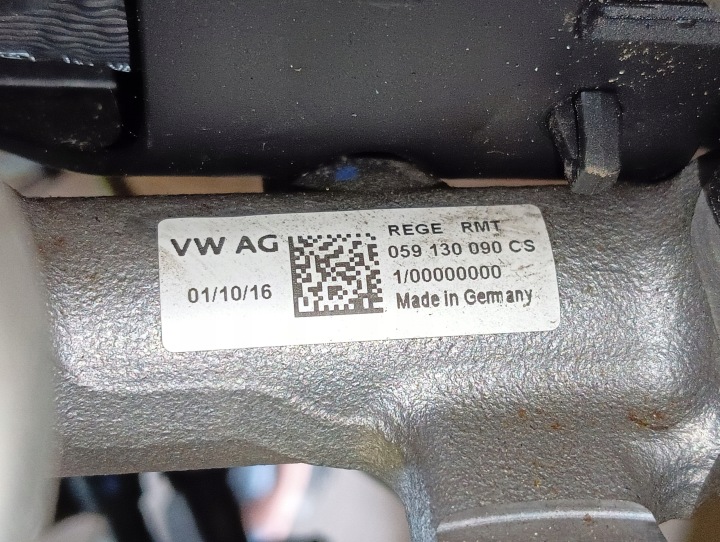 VW AG
01/10/16
REGE RMT
059 130 090 CS
1/00000000
Made in Germany